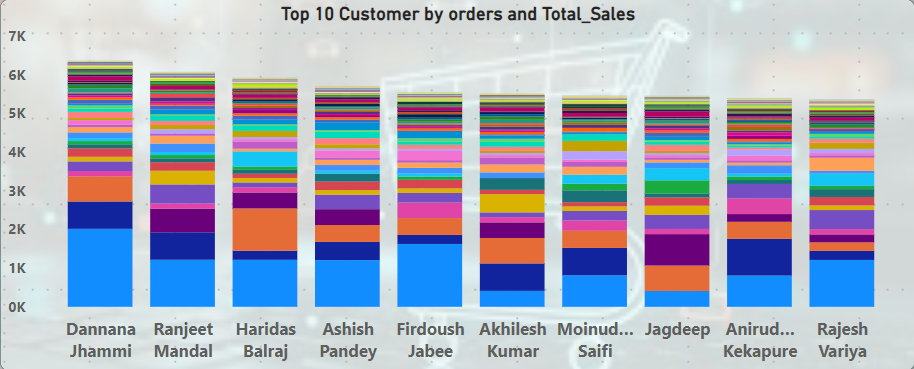 Top 10 Customer by orders and Total_Sales
7K
6K
5K
4K
3K
2K
1K
0K
Dannana Ranjeet Haridas Ashish Firdoush Akhilesh Moinud... Jagdeep Anirud... Rajesh
Jhammi Mandal Balraj Pandey Jabee Kumar Saifi Kekapure Variya